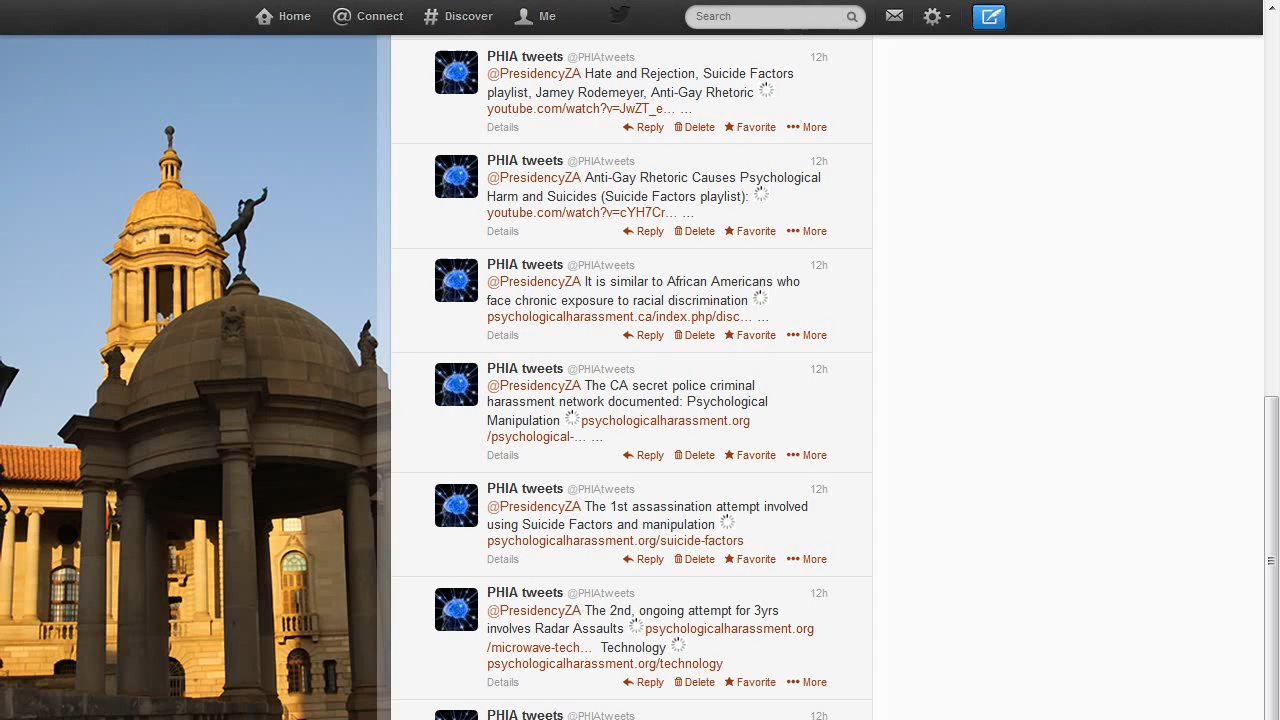 Home Connect Discover Me Search
PHIA tweets @PHIAtweets 12h
@PresidencyZA Hate and Rejection, Suicide Factors
playlist, Jamey Rodemeyer, Anti-Gay Rhetoric
youtube.com/watch?v=JwZT_e... ...
Details Reply Delete Favorite More
PHIA tweets @PHIAtweets 12h
@PresidencyZA Anti-Gay Rhetoric Causes Psychological
Harm and Suicides (Suicide Factors playlist):
youtube.com/watch?v=cYH7Cr... ...
Details Reply Delete Favorite More
PHIA tweets @PHIAtweets 12h
@PresidencyZA It is similar to African Americans who
face chronic exposure to racial discrimination
psychologicalharassment.ca/index.php/disc... ...
Details Reply Delete Favorite More
PHIA tweets @PHIAtweets 12h
@PresidencyZA The CA secret police criminal
harassment network documented: Psychological
Manipulation psychologicalharassment.org
/psychological-... ...
Details Reply Delete Favorite More
PHIA tweets @PHIAtweets 12h
@PresidencyZA The 1st assassination attempt involved
using Suicide Factors and manipulation
psychologicalharassment.org/suicide-factors
Details Reply Delete Favorite More
PHIA tweets @PHIAtweets 12h
@PresidencyZA The 2nd, ongoing attempt for 3yrs
involves Radar Assaults psychologicalharassment.org
/microwave-tech... Technology
psychologicalharassment.org/technology
Details Reply Delete Favorite More
PHIA tweets @PHIAtweets 12h